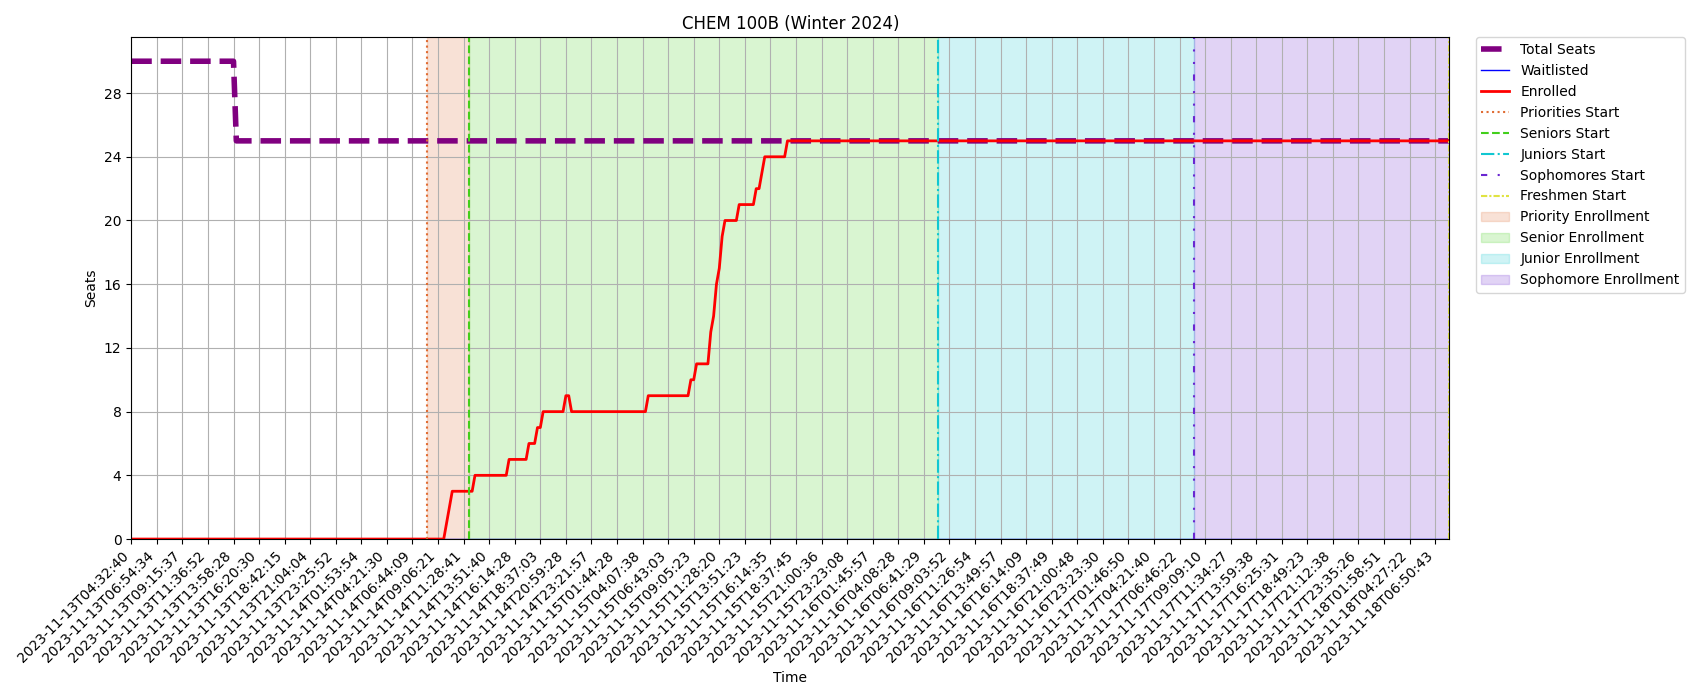 CHEM 100B (Winter 2024)
Seats
28
24
20
16
12
8
4
0
2023-11-13T04:32:40
2023-11-13T06:54:34
2023-11-13T09:15:37
2023-11-13T11:36:52
2023-11-13T13:58:28
2023-11-13T16:20:30
2023-11-13T18:42:15
2023-11-13T21:04:04
2023-11-13T23:25:52
2023-11-14T01:53:54
2023-11-14T04:21:30
2023-11-14T06:44:09
2023-11-14T09:06:21
2023-11-14T11:28:41
2023-11-14T13:51:40
2023-11-14T16:14:28
2023-11-14T18:37:03
2023-11-14T20:59:28
2023-11-14T23:21:57
2023-11-15T01:44:28
2023-11-15T04:07:38
2023-11-15T06:43:03
2023-11-15T09:05:23
2023-11-15T11:28:20
2023-11-15T13:51:23
2023-11-15T16:14:35
2023-11-15T18:37:45
2023-11-15T21:00:36
2023-11-15T23:23:08
2023-11-16T01:45:57
2023-11-16T04:08:28
2023-11-16T06:41:29
2023-11-16T09:03:52
2023-11-16T11:26:54
2023-11-16T13:49:57
2023-11-16T16:14:09
2023-11-16T18:37:49
2023-11-16T21:00:48
2023-11-16T23:23:30
2023-11-17T01:46:50
2023-11-17T04:21:40
2023-11-17T06:46:22
2023-11-17T09:09:10
2023-11-17T11:34:27
2023-11-17T13:59:38
2023-11-17T16:25:31
2023-11-17T18:49:23
2023-11-17T21:12:38
2023-11-17T23:35:26
2023-11-18T01:58:51
2023-11-18T04:27:22
2023-11-18T06:50:43
Time
Total Seats
Waitlisted
Enrolled
Priorities Start
Seniors Start
Juniors Start
Sophomores Start
Freshmen Start
Priority Enrollment
Senior Enrollment
Junior Enrollment
Sophomore Enrollment